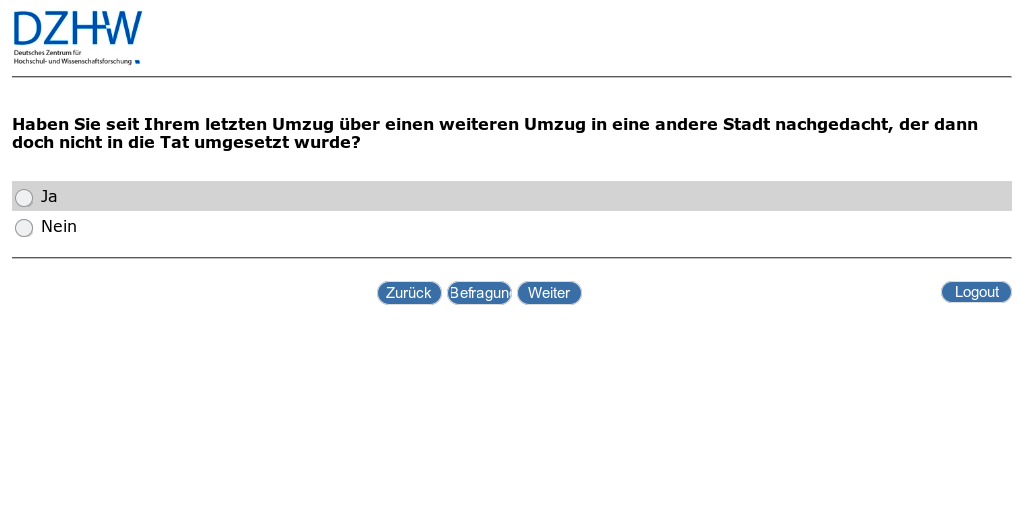 DZHW
Deutsches Zentrum für
Hochschul- und Wissenschaftsforschung
Haben Sie seit Ihrem letzten Umzug über einen weiteren Umzug in eine andere Stadt nachgedacht, der dann
doch nicht in die Tat umgesetzt wurde?
Ja
Nein
Zurück Befragung Weiter Logout